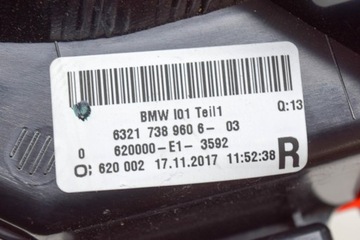 BMW I01 Teil1 Q:13
6321 738 960 6- 03
0 620000-E1- 3592
O: 620 002 17.11.2017 11:52:38 R